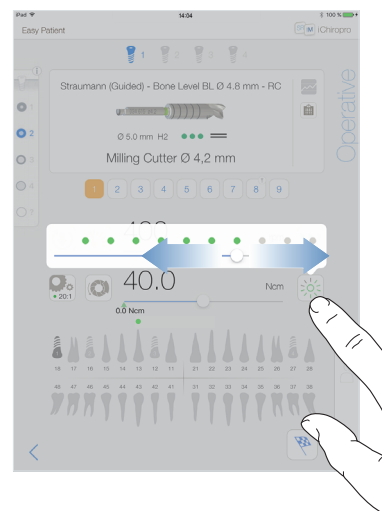 iPad 14:04 100 %
Easy Patient iChiropro
1 2 3 4
Operative
Straumann (Guided) - Bone Level BL Ø 4.8 mm - RC
Ø 5.0 mm H2
Milling Cutter Ø 4,2 mm
1
2
3
4
?
1 2 3 4 5 6 7 8 9
20:1
40.0 Ncm
0.0 Ncm
18 17 16 15 14 13 12 11 21 22 23 24 25 26 27 28
48 47 46 45 44 43 42 41 31 32 33 34 35 36 37 38